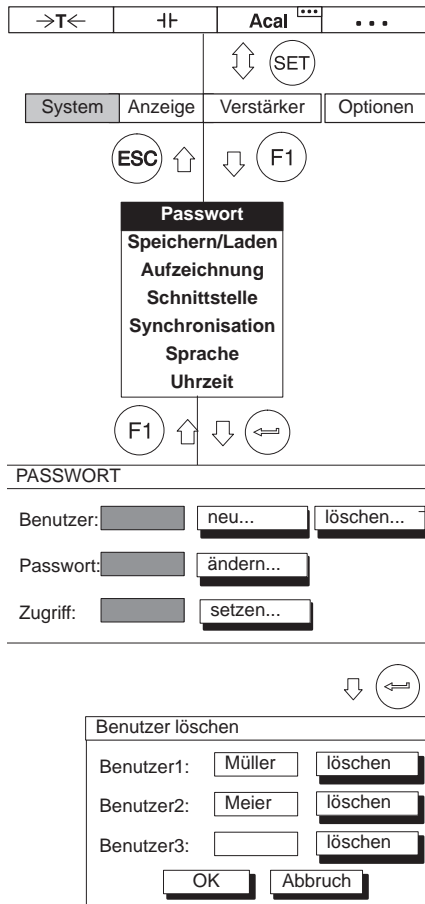 →T← ⊣⊢ Acal ...
SET
System Anzeige Verstärker Optionen
ESC F1
Passwort
Speichern/Laden
Aufzeichnung
Schnittstelle
Synchronisation
Sprache
Uhrzeit
F1
PASSWORT
Benutzer: neu... löschen...
Passwort: ändern...
Zugriff: setzen...
Benutzer löschen
Benutzer1: Müller löschen
Benutzer2: Meier löschen
Benutzer3: löschen
OK Abbruch